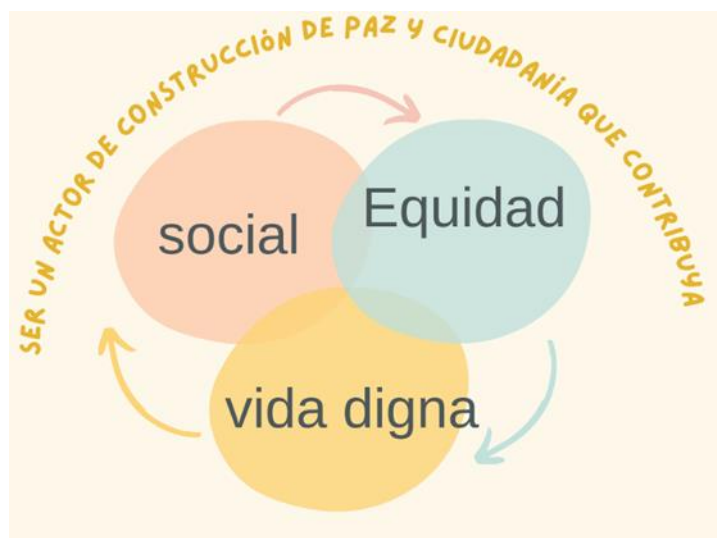 SER UN ACTOR DE CONSTRUCCIÓN DE PAZ Y CIUDADANÍA QUE CONTRIBUYA
social
Equidad
vida digna